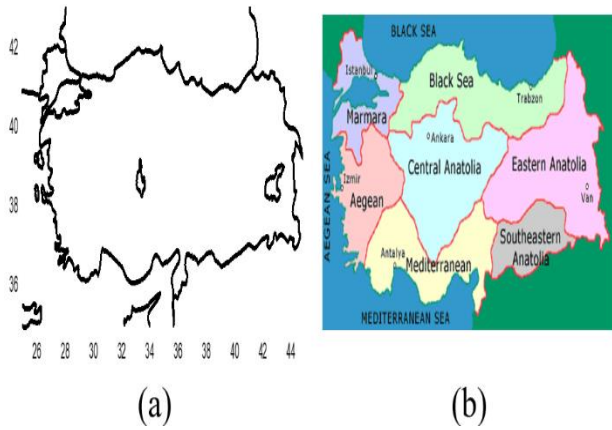 42
40
38
36
26 28 30 32 34 36 38 40 42 44
(a)
BLACK SEA
Istanbul
Black Sea
Trabzon
Marmara
Ankara
AEGEAN SEA
Izmir
Central Anatolia
Eastern Anatolia
Van
Aegean
Southeastern
Anatolia
Antalya
Mediterranean
MEDITERRANEAN SEA
(b)